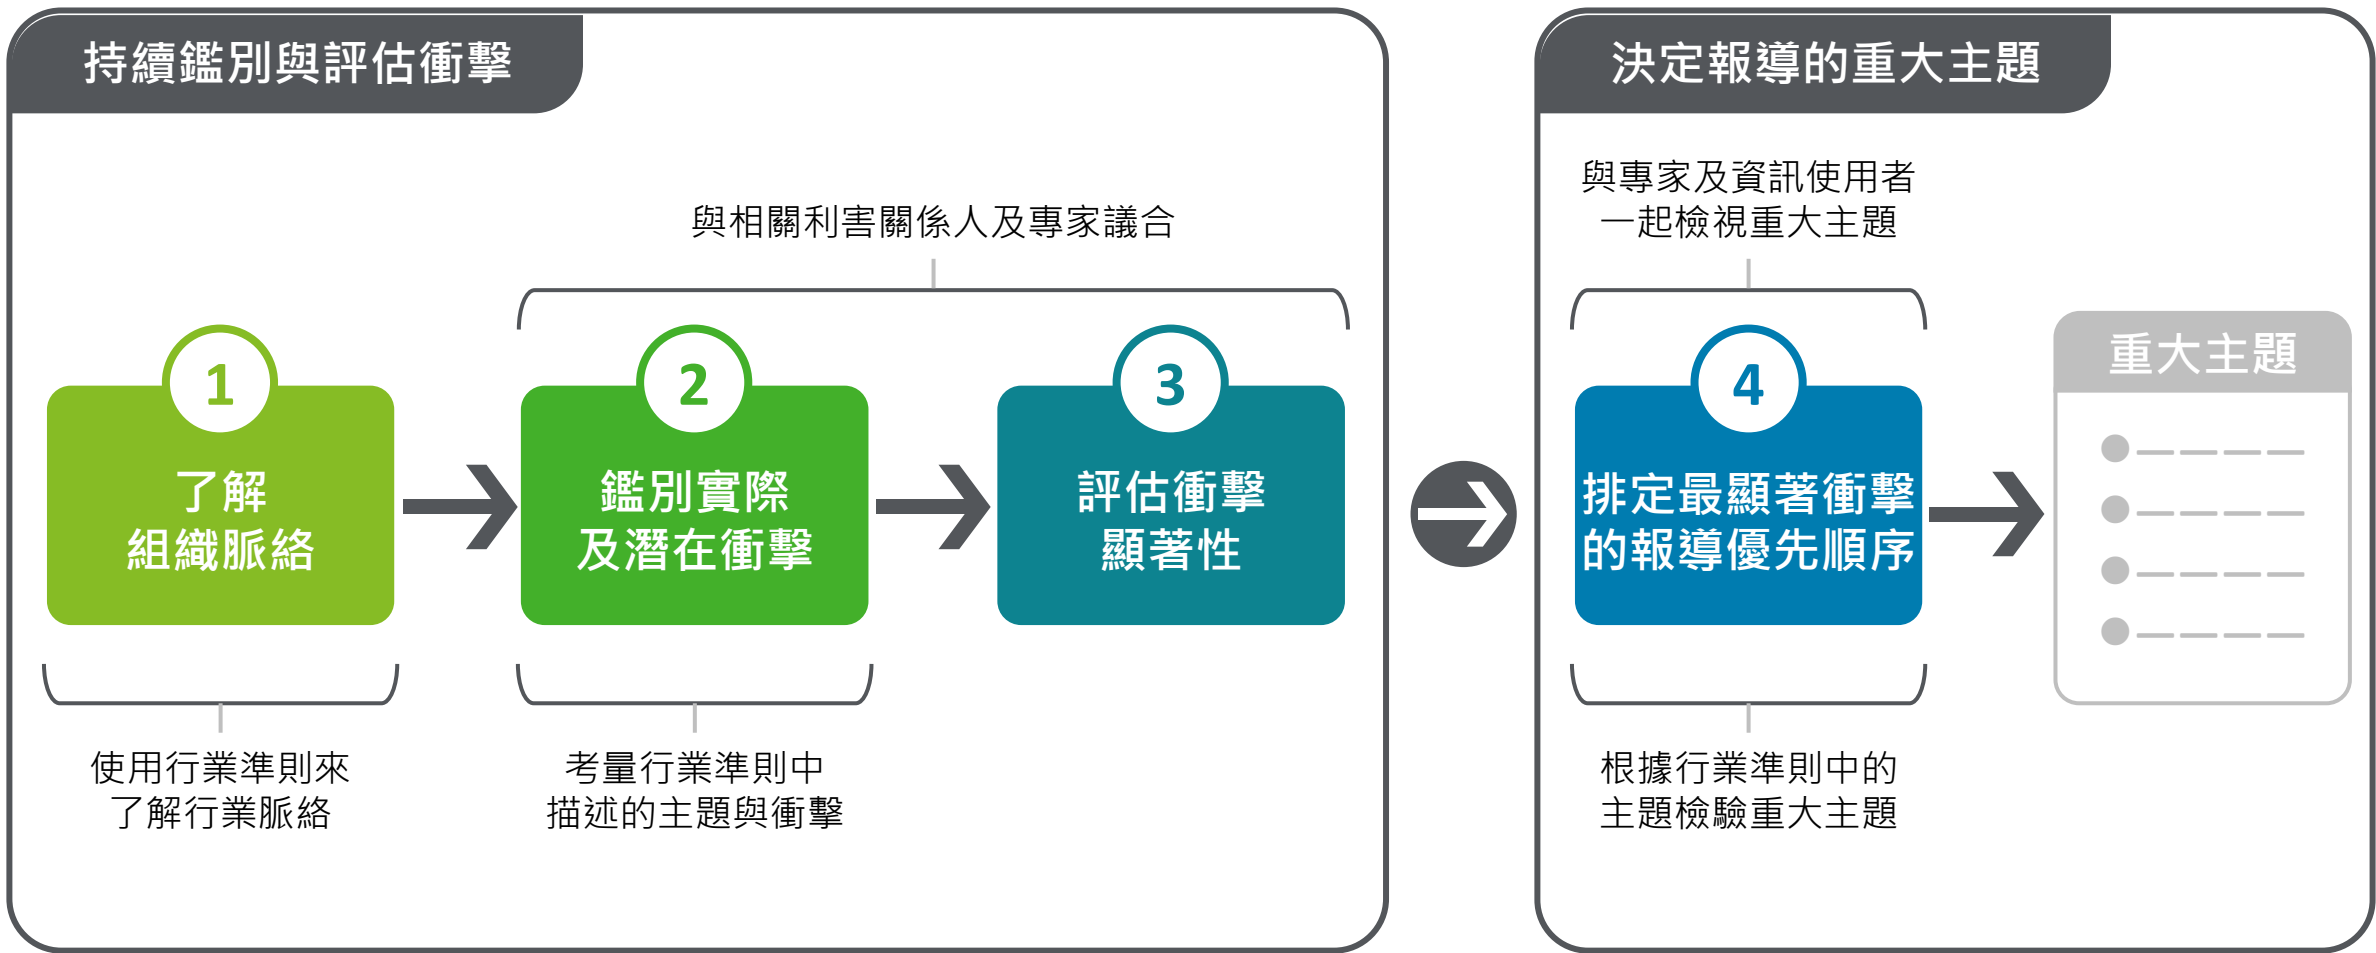 持續鑑別與評估衝擊
與相關利害關係人及專家議合
1
了解
組織脈絡
使用行業準則來
了解行業脈絡
2
鑑別實際
及潛在衝擊
考量行業準則中
描述的主題與衝擊
3
評估衝擊
顯著性
決定報導的重大主題
與專家及資訊使用者
一起檢視重大主題
4
排定最顯著衝擊
的報導優先順序
根據行業準則中的
主題檢驗重大主題
重大主題